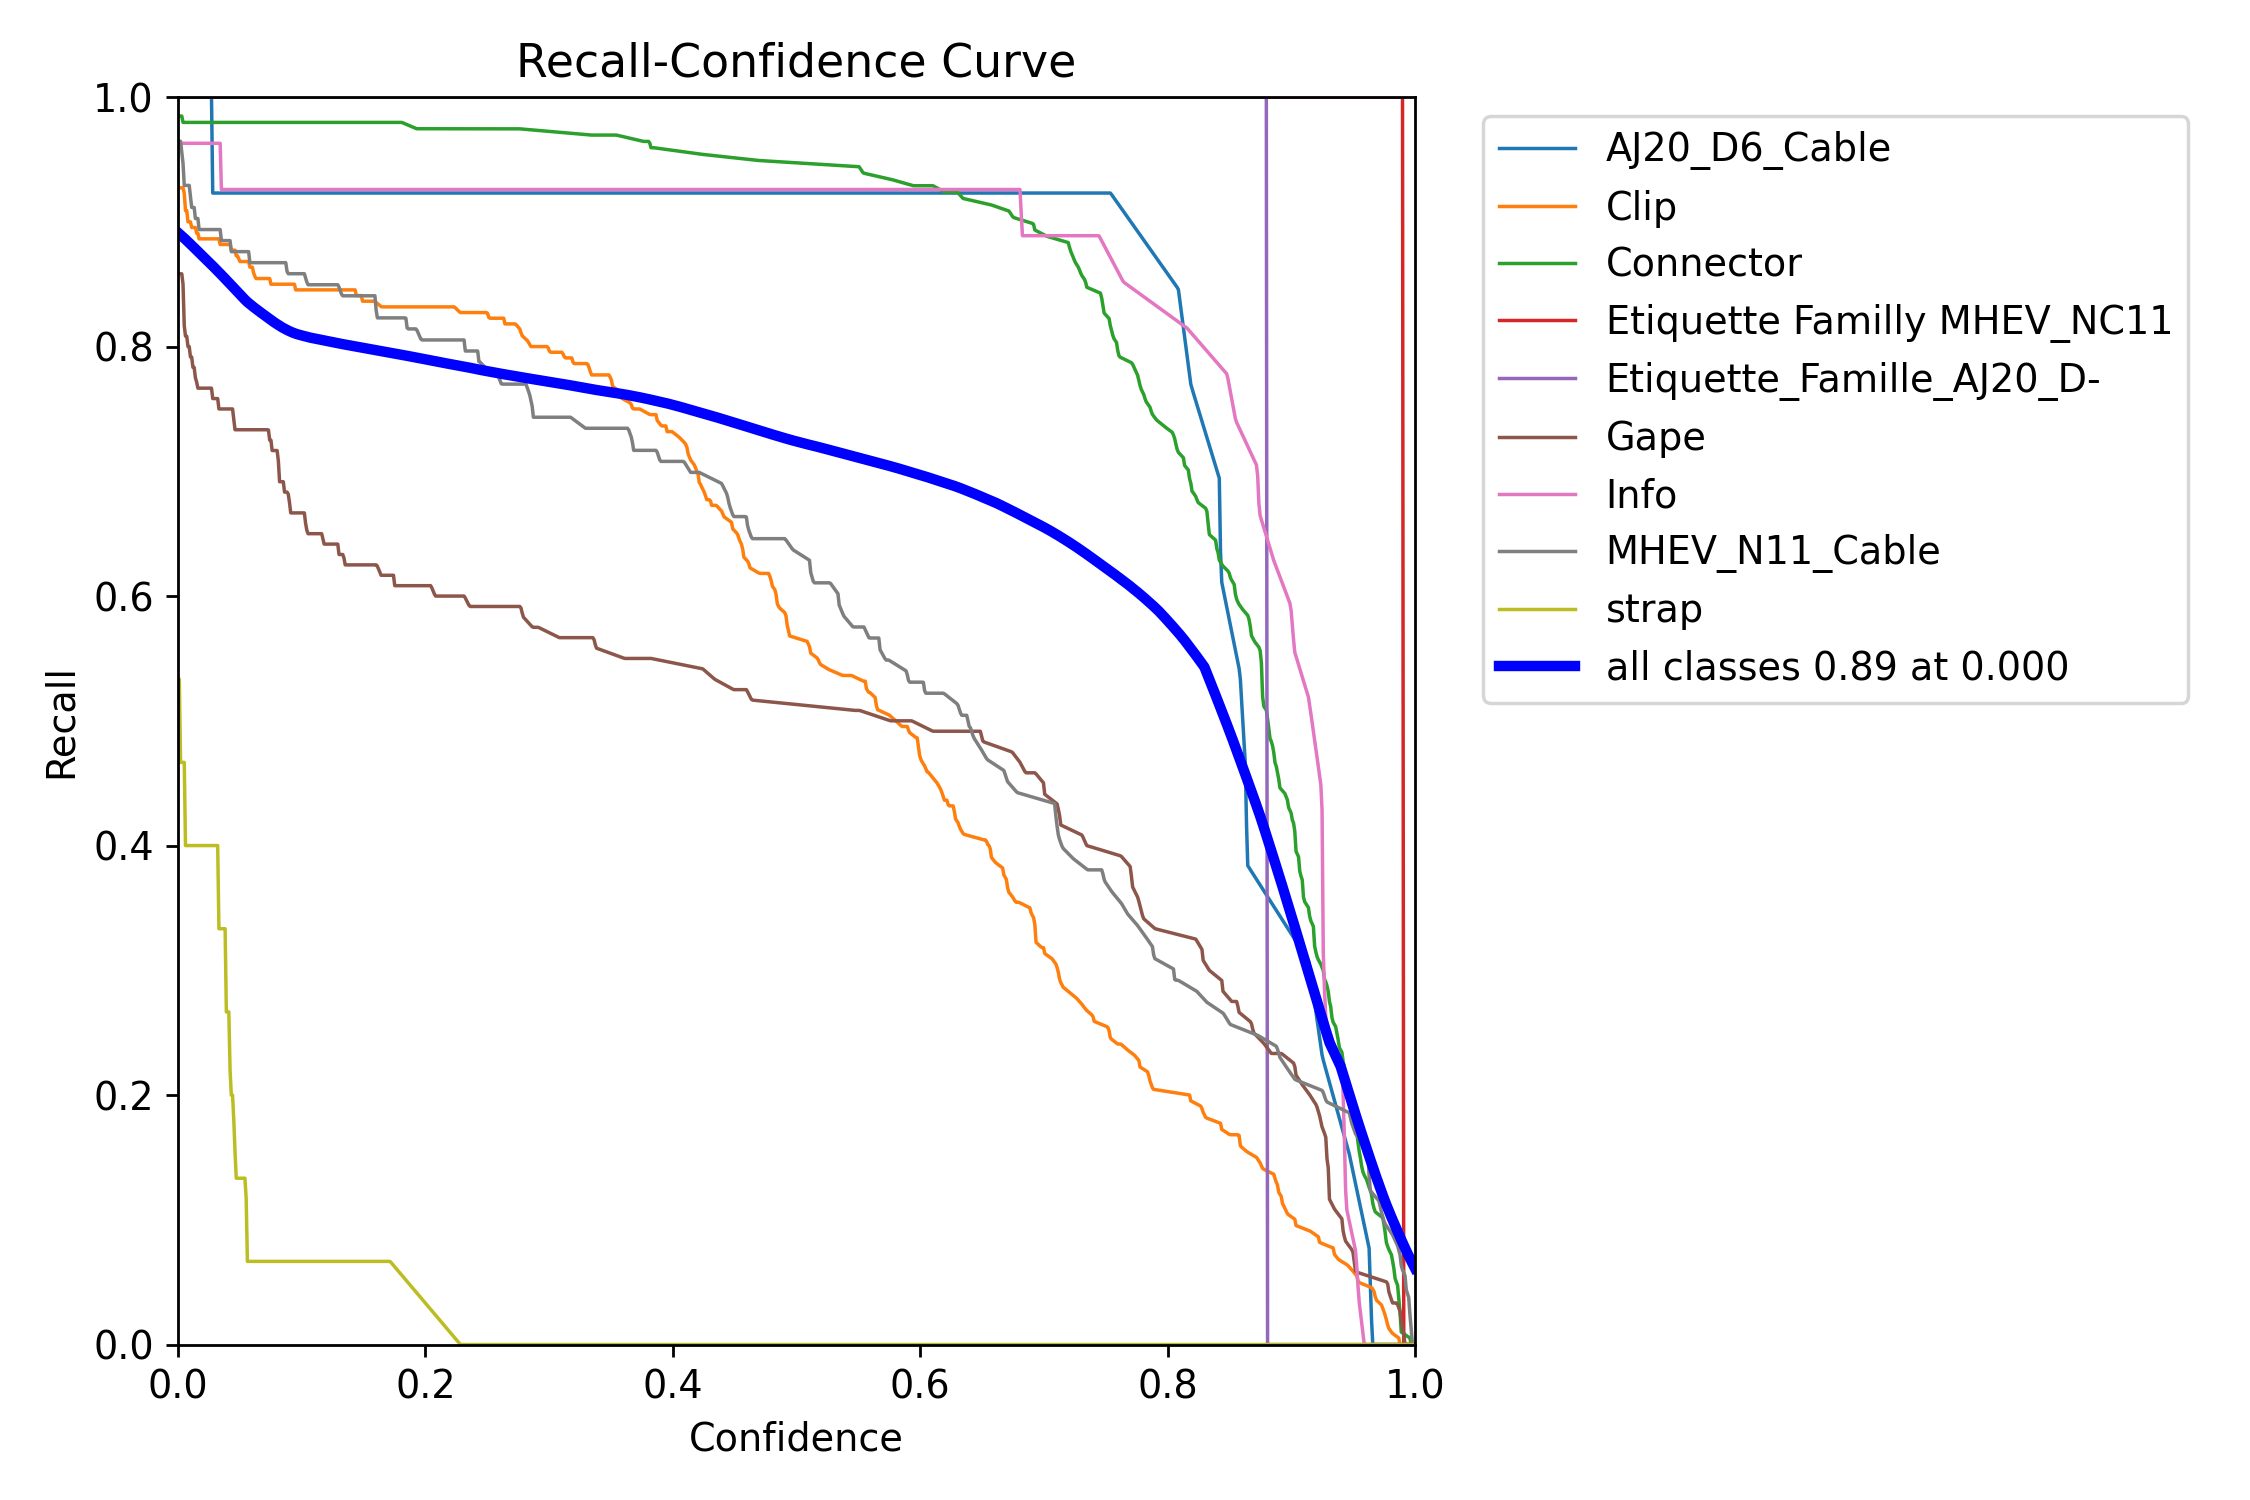 Recall-Confidence Curve
1.0
0.8
0.6
0.4
0.2
0.0
Recall
0.0 0.2 0.4 0.6 0.8 1.0
Confidence
AJ20_D6_Cable
Clip
Connector
Etiquette Familly MHEV_NC11
Etiquette_Famille_AJ20_D-
Gape
Info
MHEV_N11_Cable
strap
all classes 0.89 at 0.000